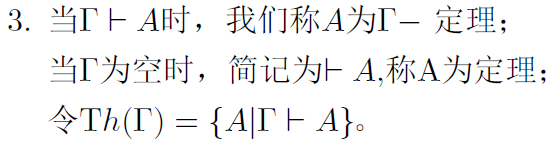 3. 当Γ ⊢ A时，我们称A为Γ− 定理；
当Γ为空时，简记为⊢ A,称A为定理；
令Th(Γ) = {A|Γ ⊢ A}。